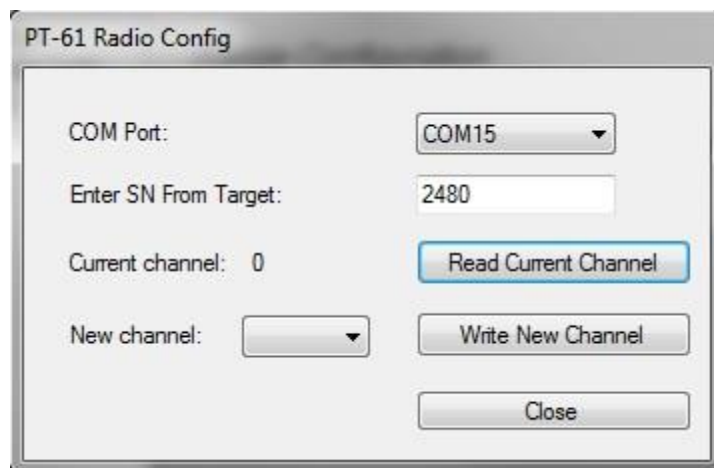 PT-61 Radio Config
COM Port: COM15
Enter SN From Target: 2480
Current channel: 0 Read Current Channel
New channel: Write New Channel
Close